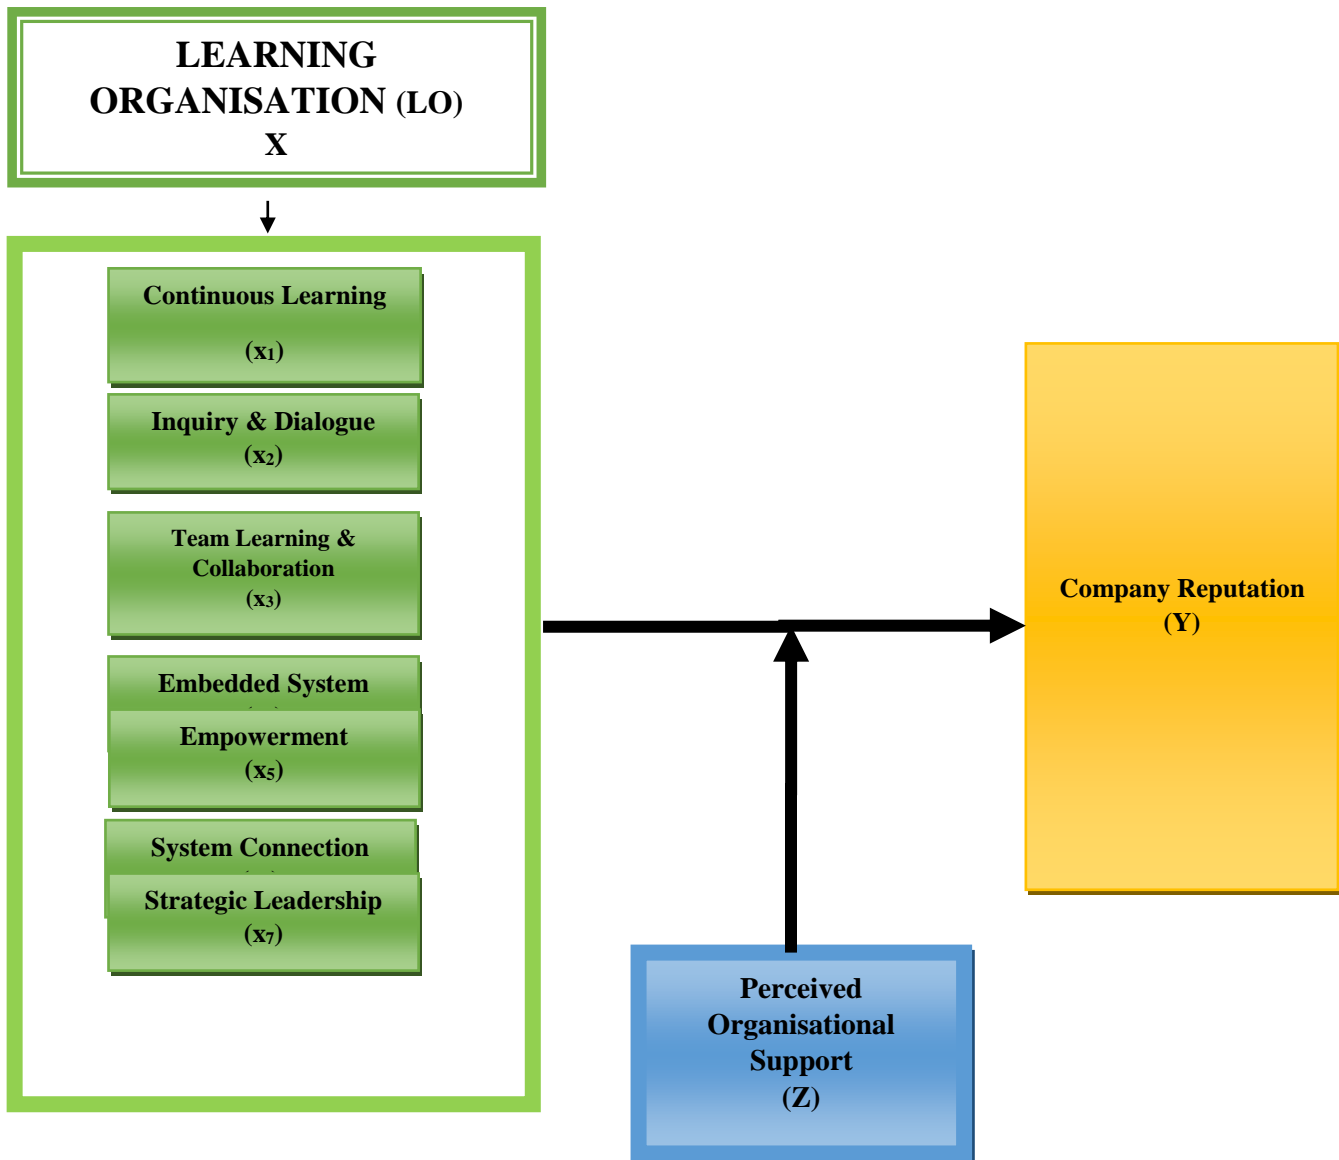 LEARNING
ORGANISATION (LO)
X
Continuous Learning
(x₁)
Inquiry & Dialogue
(x₂)
Team Learning &
Collaboration
(x₃)
Embedded System
Empowerment
(x₅)
System Connection
Strategic Leadership
(x₇)
Company Reputation
(Y)
Perceived
Organisational
Support
(Z)